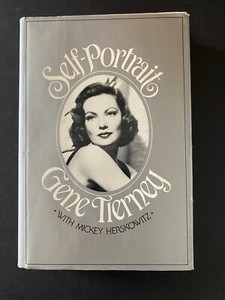 Self-Portrait
Gene Tierney
• WITH MICKEY HERSKOWITZ •